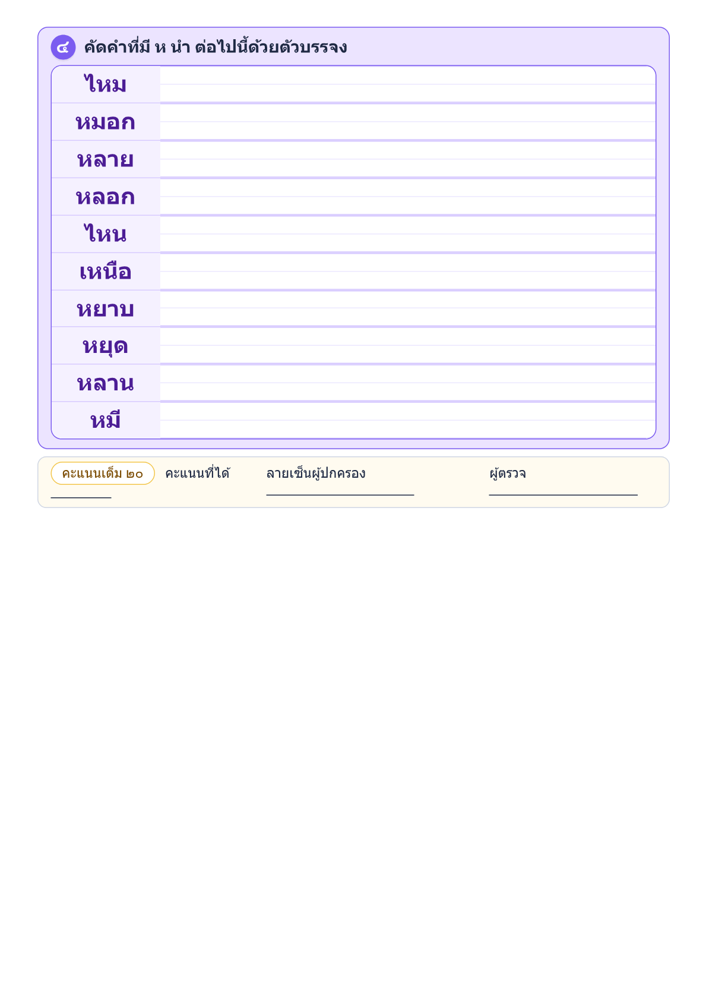 ๔ คัดคำที่มี ห นำ ต่อไปนี้ด้วยตัวบรรจง
ไหม
หมอก
หลาย
หลอก
ไหน
เหนือ
หยาบ
หยุด
หลาน
หมี
คะแนนเต็ม ๒๐ คะแนนที่ได้ ลายเซ็นผู้ปกครอง ผู้ตรวจ